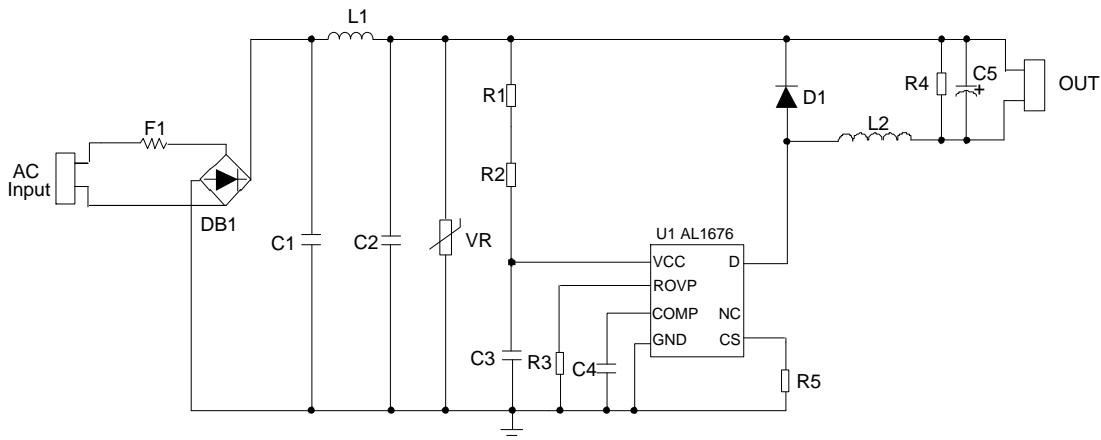 L1
F1
AC
Input
DB1
C1
C2
VR
R1
R2
C3
R3
C4
U1 AL1676
VCC
D
ROVP
COMP
NC
GND
CS
R5
D1
L2
R4
C5
+
OUT